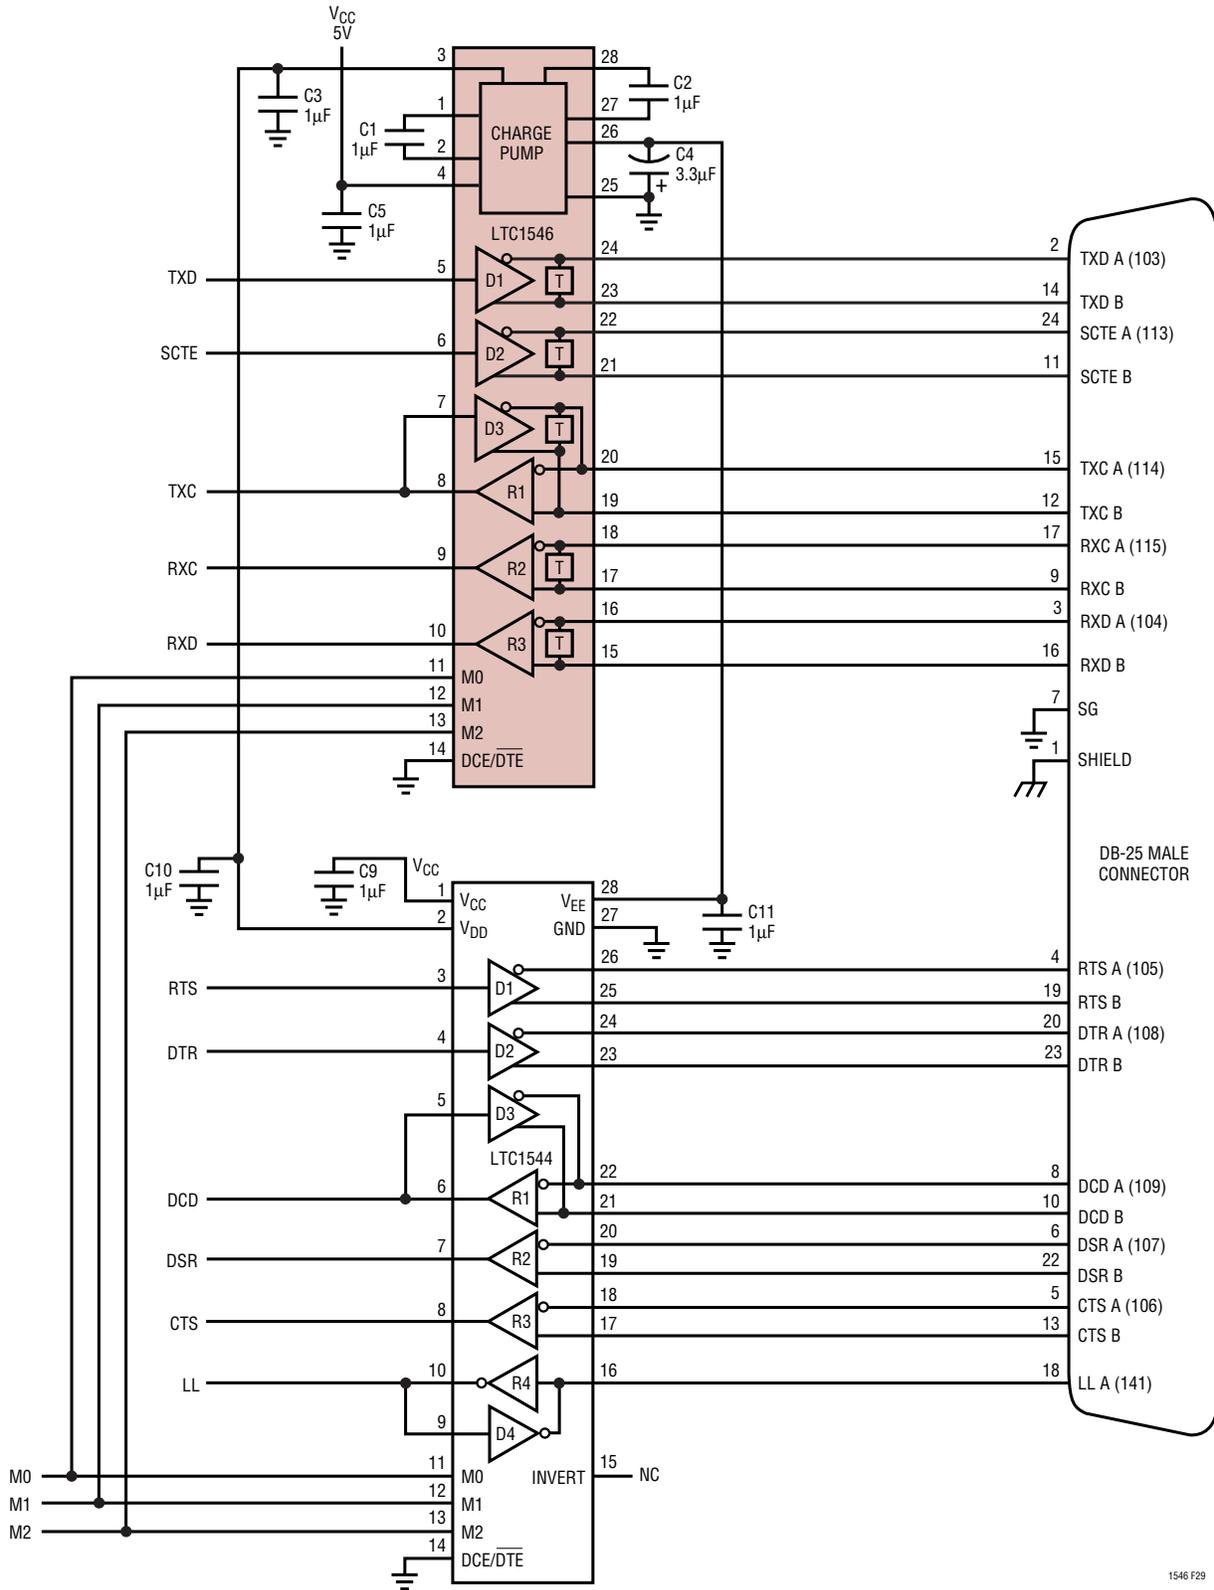 VCC
5V
3
28
C3
1µF
C2
1µF
1
27
C1
1µF
CHARGE
PUMP
26
2
C4
3.3µF
+
4
25
C5
1µF
LTC1546
24
2
TXD A (103)
TXD
5
D1
T
23
14
TXD B
22
24
SCTE A (113)
SCTE
6
D2
T
21
11
SCTE B
7
D3
T
20
15
TXC A (114)
TXC
8
R1
19
12
TXC B
18
17
RXC A (115)
RXC
9
R2
T
17
9
RXC B
16
3
RXD A (104)
RXD
10
R3
T
15
16
RXD B
11
M0
12
M1
7
SG
13
M2
14
DCE/DTE
1
SHIELD
DB-25 MALE
CONNECTOR
C10
1µF
C9
1µF
VCC
1
VCC
VEE
28
2
VDD
GND
27
C11
1µF
26
4
RTS A (105)
RTS
3
D1
25
19
RTS B
24
20
DTR A (108)
DTR
4
D2
23
23
DTR B
5
D3
LTC1544
22
8
DCD A (109)
DCD
6
R1
21
10
DCD B
20
6
DSR A (107)
DSR
7
R2
19
22
DSR B
18
5
CTS A (106)
CTS
8
R3
17
13
CTS B
LL
10
R4
16
18
LL A (141)
9
D4
M0
11
M0
INVERT
15
NC
M1
12
M1
M2
13
M2
14
DCE/DTE
1546 F29